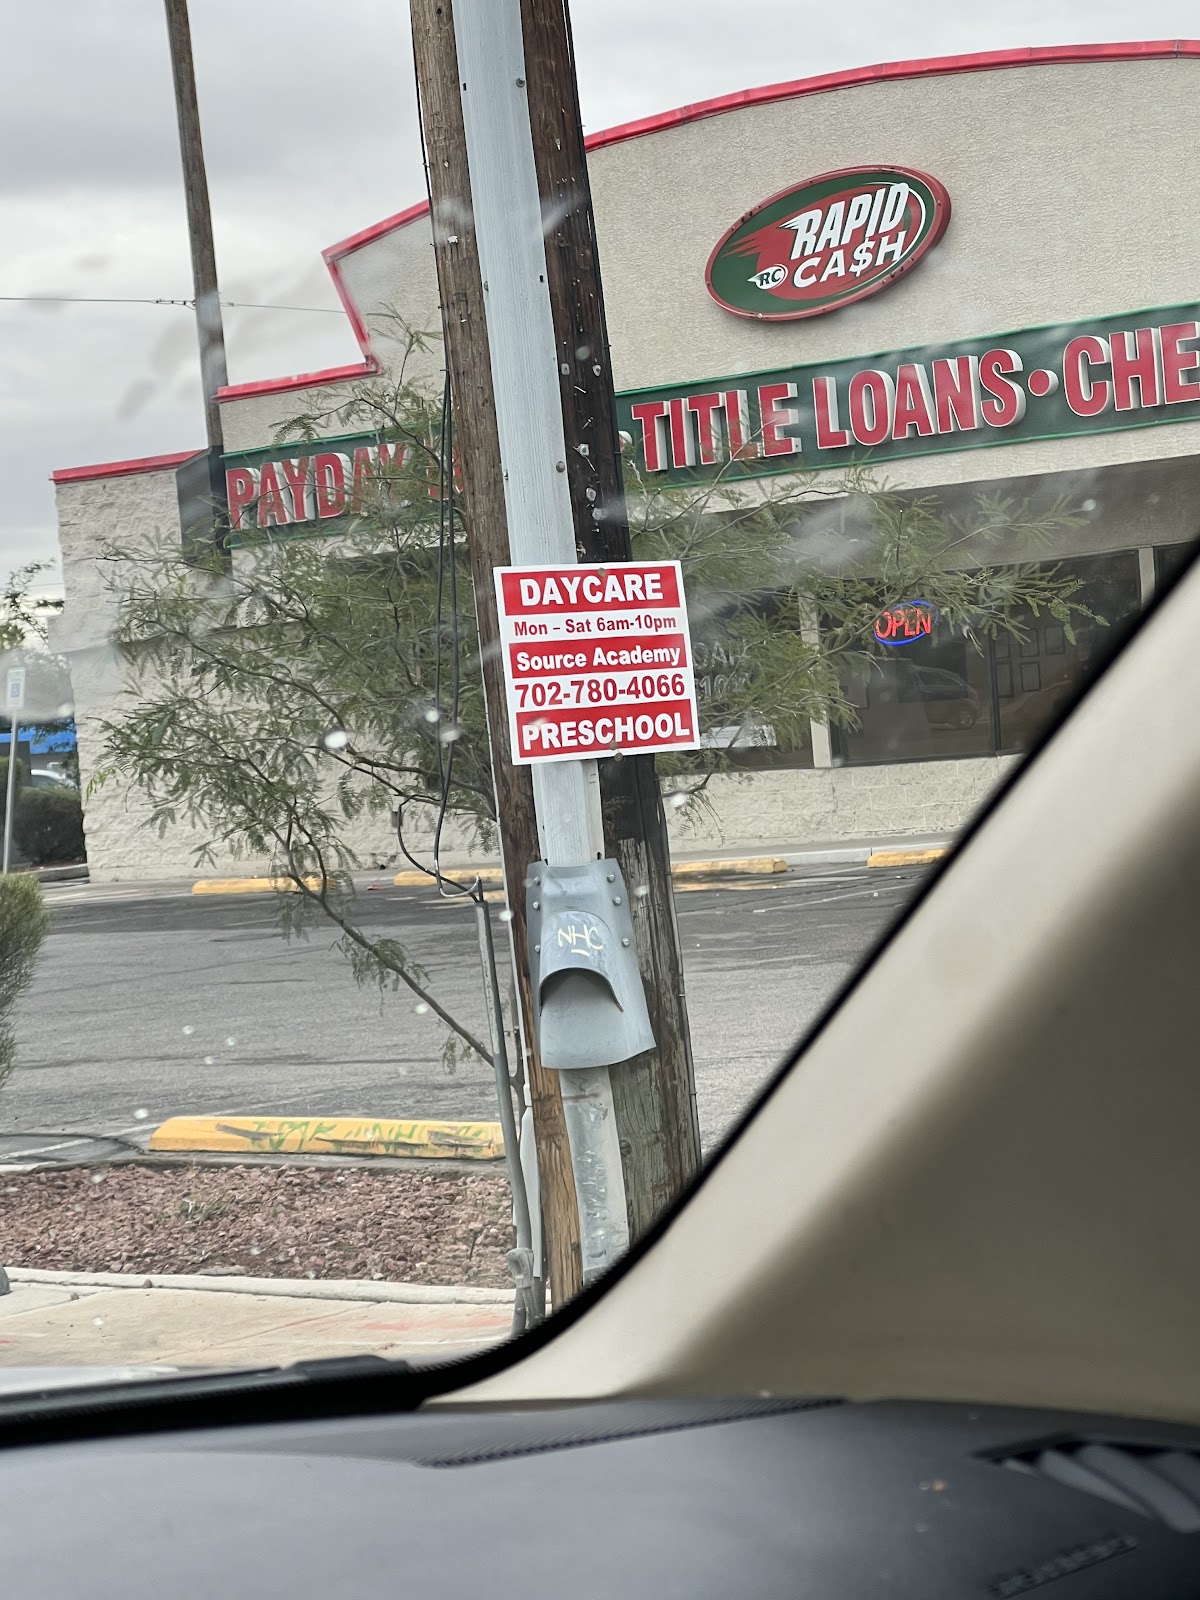 RAPID
RC CA$H
PAYDAY
TITLE LOANS • CHE
OPEN
DAYCARE
Mon – Sat 6am-10pm
Source Academy
702-780-4066
PRESCHOOL
NHC